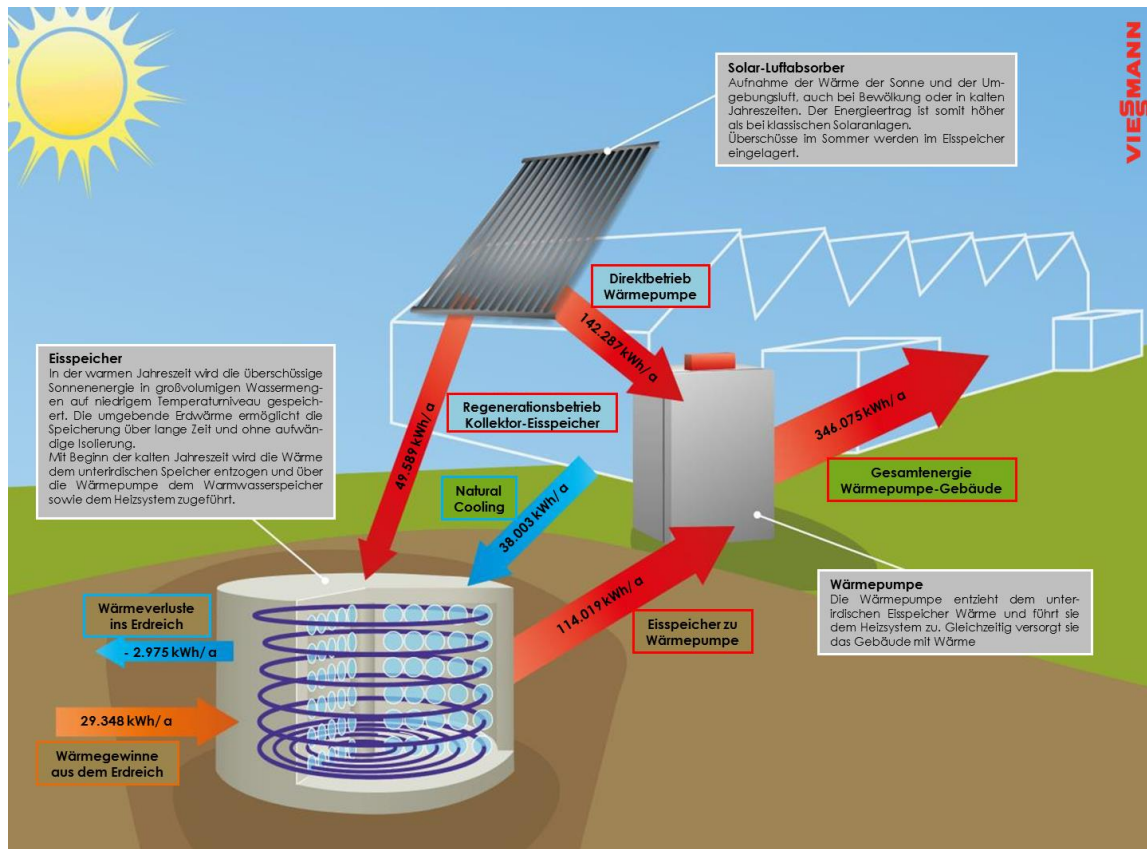 VIESSMANN
Solar-Luftabsorber
Aufnahme der Wärme der Sonne und der Um-
gebungsluft, auch bei Bewölkung oder in kalten
Jahreszeiten. Der Energieertrag ist somit höher
als bei klassischen Solaranlagen.
Überschüsse im Sommer werden im Eisspeicher
eingelagert.
Direktbetrieb
Wärmepumpe
142.287 kWh/ a
Eisspeicher
In der warmen Jahreszeit wird die überschüssige
Sonnenenergie in großvolumigen Wassermen-
gen auf niedrigem Temperaturniveau gespeich-
ert. Die umgebende Erdwärme ermöglicht die
Speicherung über lange Zeit und ohne aufwän-
dige Isolierung.
Mit Beginn der kalten Jahreszeit wird die Wärme
dem unterirdischen Speicher entzogen und über
die Wärmepumpe dem Warmwasserspeicher
sowie dem Heizsystem zugeführt.
Regenerationsbetrieb
Kollektor-Eisspeicher
49.589 kWh/ a
346.075 kWh/ a
Gesamtenergie
Wärmepumpe-Gebäude
Natural
Cooling
38.003 kWh/ a
Wärmepumpe
Die Wärmepumpe entzieht dem unter-
irdischen Eisspeicher Wärme und führt sie
dem Heizsystem zu. Gleichzeitig versorgt sie
das Gebäude mit Wärme
114.019 kWh/ a
Eisspeicher zu
Wärmepumpe
Wärmeverluste
ins Erdreich
- 2.975 kWh/ a
29.348 kWh/ a
Wärmegewinne
aus dem Erdreich